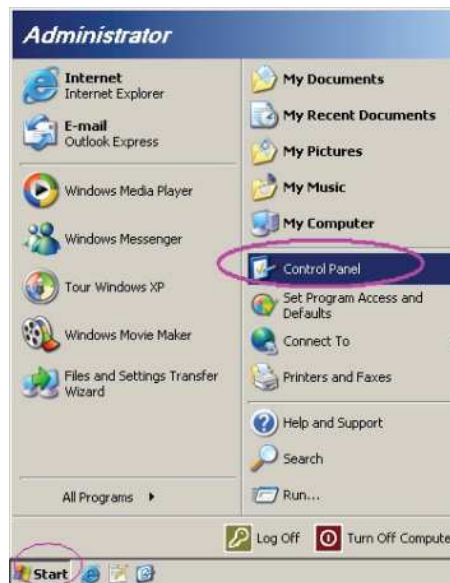 Administrator
Internet
Internet Explorer
E-mail
Outlook Express
Windows Media Player
Windows Messenger
Tour Windows XP
Windows Movie Maker
Files and Settings Transfer
Wizard
All Programs
My Documents
My Recent Documents
My Pictures
My Music
My Computer
Control Panel
Set Program Access and
Defaults
Connect To
Printers and Faxes
Help and Support
Search
Run...
Log Off
Turn Off Compute
Start